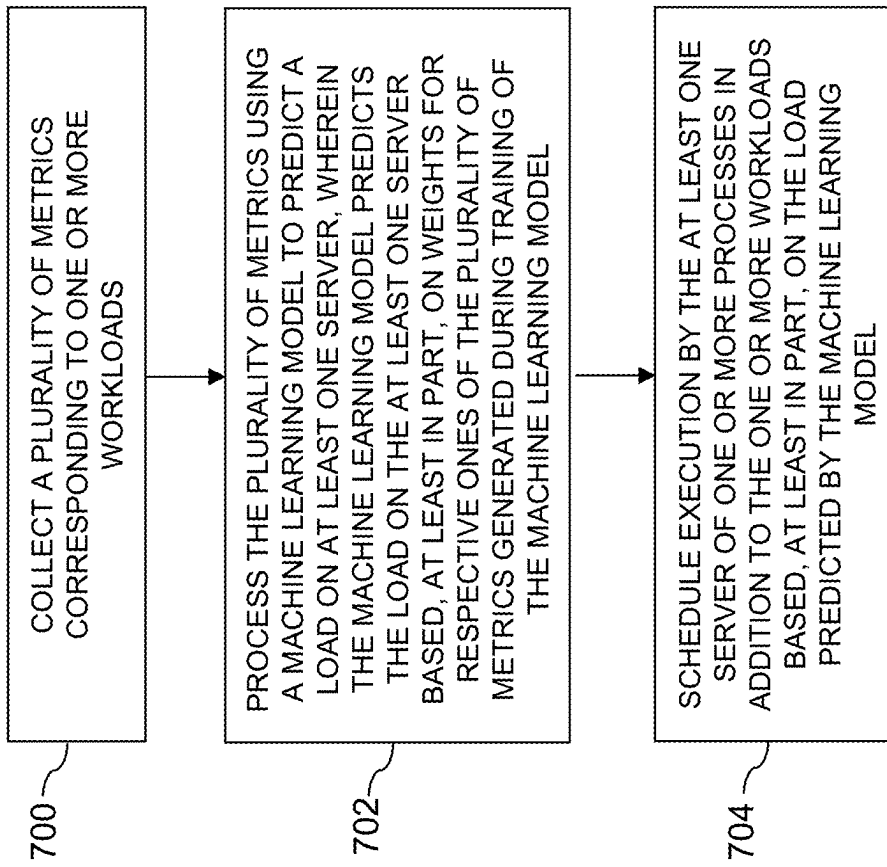 COLLECT A PLURALITY OF METRICS
CORRESPONDING TO ONE OR MORE
WORKLOADS
700
PROCESS THE PLURALITY OF METRICS USING
A MACHINE LEARNING MODEL TO PREDICT A
LOAD ON AT LEAST ONE SERVER, WHEREIN
THE MACHINE LEARNING MODEL PREDICTS
THE LOAD ON THE AT LEAST ONE SERVER
BASED, AT LEAST IN PART, ON WEIGHTS FOR
RESPECTIVE ONES OF THE PLURALITY OF
METRICS GENERATED DURING TRAINING OF
THE MACHINE LEARNING MODEL
702
SCHEDULE EXECUTION BY THE AT LEAST ONE
SERVER OF ONE OR MORE PROCESSES IN
ADDITION TO THE ONE OR MORE WORKLOADS
BASED, AT LEAST IN PART, ON THE LOAD
PREDICTED BY THE MACHINE LEARNING
MODEL
704